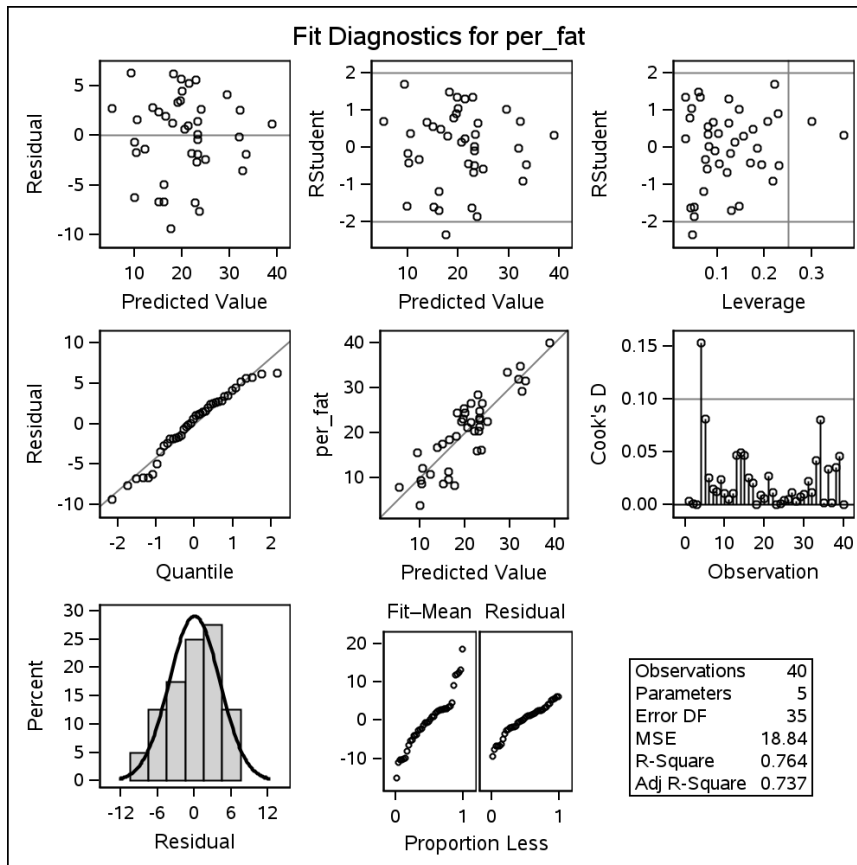 Fit Diagnostics for per_fat
5
0
-5
-10
Residual
10 20 30 40
Predicted Value
2
1
0
-1
-2
RStudent
10 20 30 40
Predicted Value
2
1
0
-1
-2
RStudent
0.1 0.2 0.3
Leverage
10
5
0
-5
-10
Residual
-2 -1 0 1 2
Quantile
40
30
20
10
per_fat
10 20 30 40
Predicted Value
0.15
0.10
0.05
0.00
Cook's D
0 10 20 30 40
Observation
30
25
20
15
10
5
0
Percent
-12 -6 0 6 12
Residual
Fit–Mean Residual
20
10
0
-10
0 1 0 1
Proportion Less
Observations 40
Parameters 5
Error DF 35
MSE 18.84
R-Square 0.764
Adj R-Square 0.737